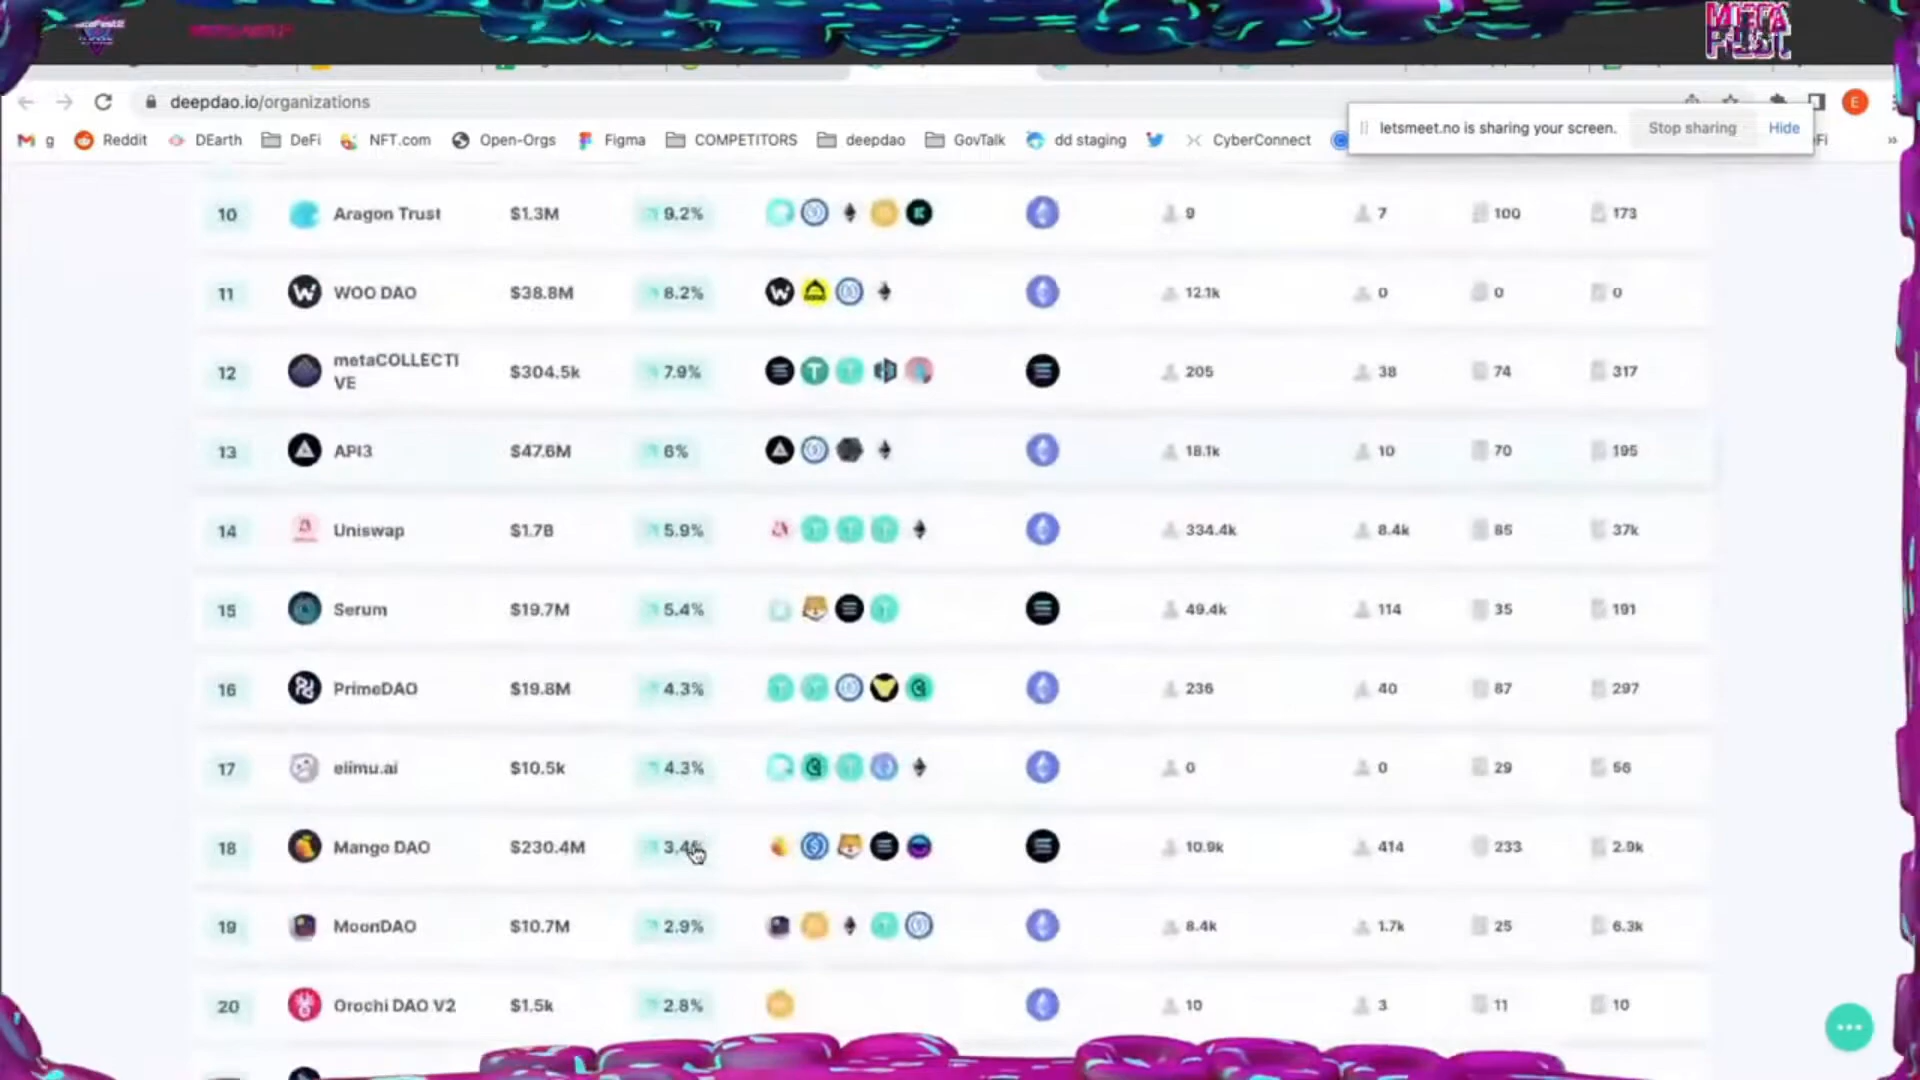 META
FEST
deepdao.io/organizations
E
letsmeet.no is sharing your screen. Stop sharing Hide
g Reddit DEarth DeFi NFT.com Open-Orgs Figma COMPETITORS deepdao GovTalk dd staging CyberConnect Fi »
10 Aragon Trust $1.3M 9.2% 9 7 100 173
11 WOO DAO $38.8M 8.2% 12.1k 0 0 0
12 metaCOLLECTI
VE $304.5k 7.9% 205 38 74 317
13 API3 $47.6M 6% 18.1k 10 70 195
14 Uniswap $1.7B 5.9% 334.4k 8.4k 85 37k
15 Serum $19.7M 5.4% 49.4k 114 35 191
16 PrimeDAO $19.8M 4.3% 236 40 87 297
17 eiimu.ai $10.5k 4.3% 0 0 29 56
18 Mango DAO $230.4M 3.4% 10.9k 414 233 2.9k
19 MoonDAO $10.7M 2.9% 8.4k 1.7k 25 6.3k
20 Orochi DAO V2 $1.5k 2.8% 10 3 11 10